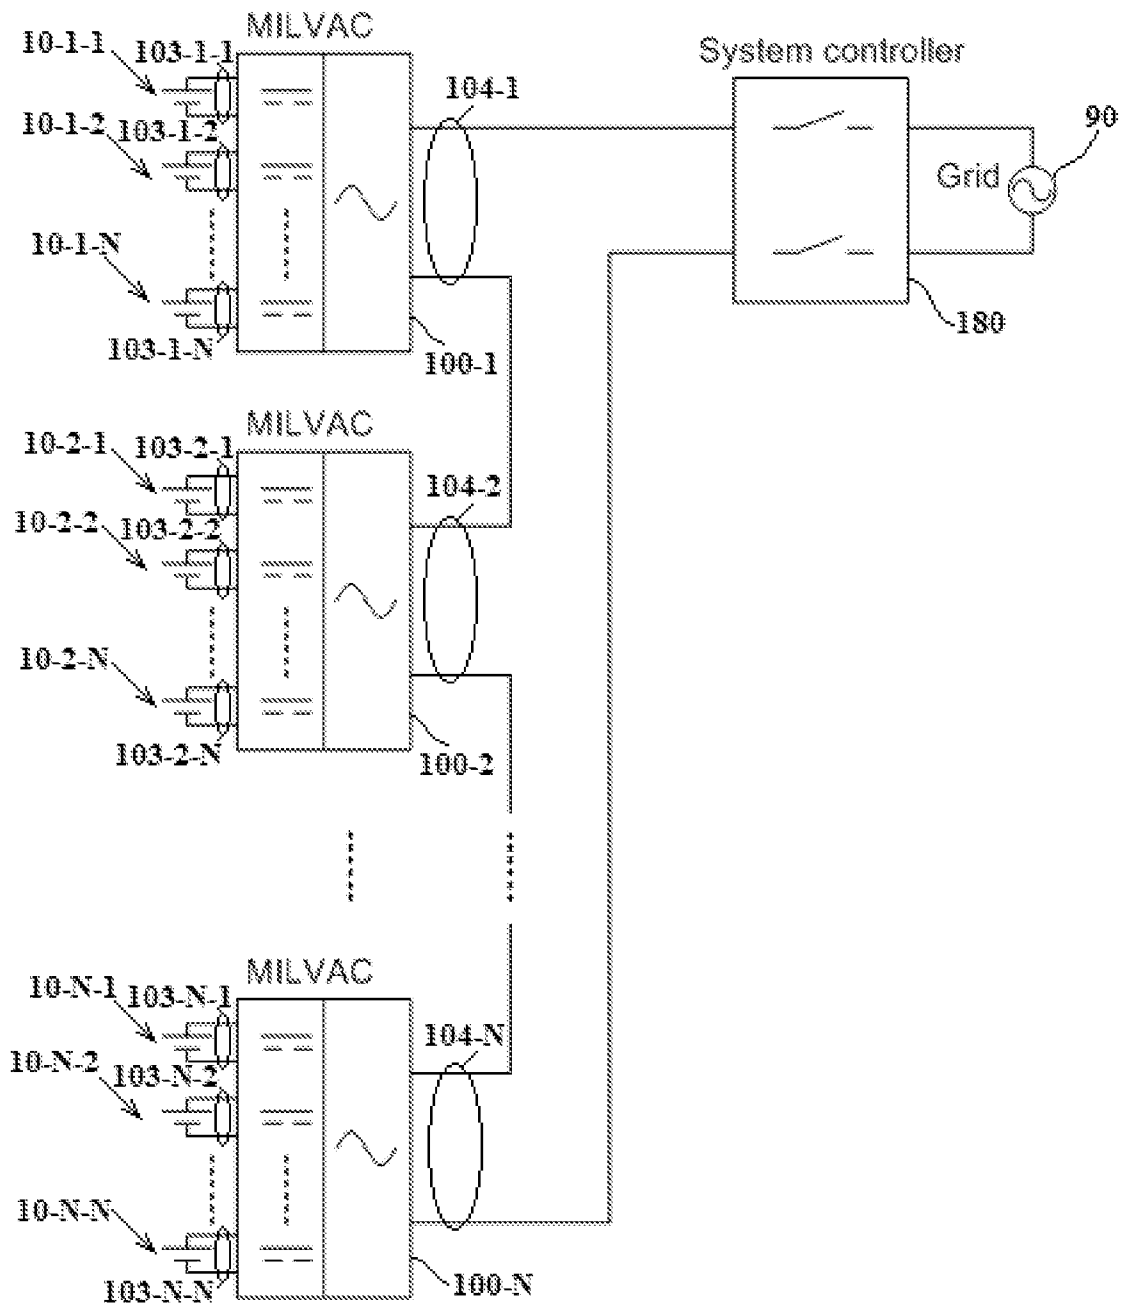 MILVAC
10-1-1
103-1-1
10-1-2
103-1-2
10-1-N
103-1-N
104-1
100-1
System controller
90
Grid
180
MILVAC
10-2-1
103-2-1
10-2-2
103-2-2
10-2-N
103-2-N
104-2
100-2
MILVAC
10-N-1
103-N-1
10-N-2
103-N-2
10-N-N
103-N-N
104-N
100-N